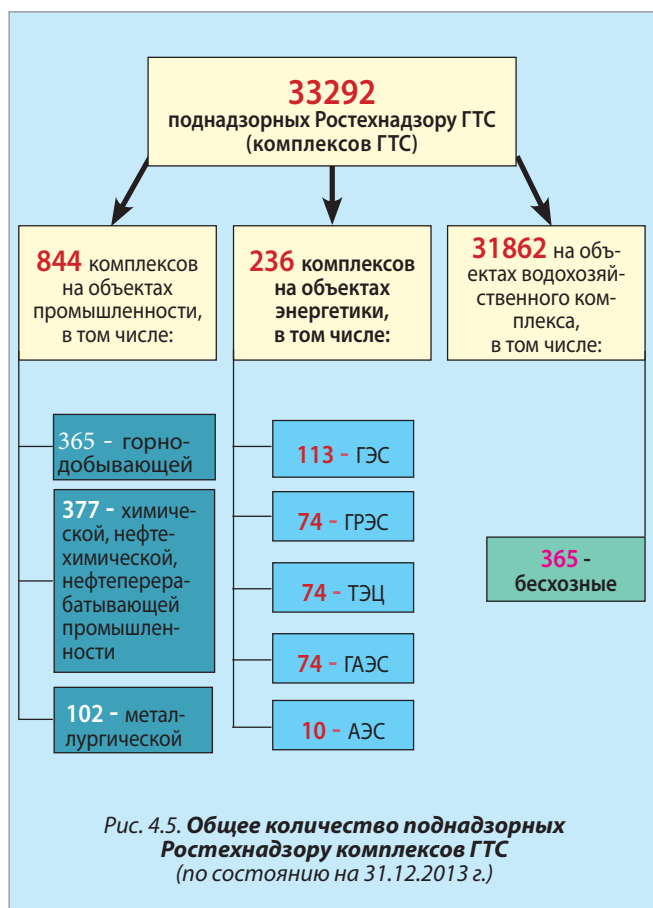 33292
поднадзорных Ростехнадзору ГТС
(комплексов ГТС)
844 комплексов
на объектах
промышленности,
в том числе:
365 - горно-
добывающей
377 - химиче-
ской, нефте-
химической,
нефтеперера-
батывающей
промышлен-
ности
102 - метал-
лургической
236 комплексов
на объектах
энергетики,
в том числе:
113 - ГЭС
74 - ГРЭС
74 - ТЭЦ
74 - ГАЭС
10 - АЭС
31862 на объ-
ектах водохозяй-
ственного ком-
плекса,
в том числе:
365 -
бесхозные
Рис. 4.5. Общее количество поднадзорных
Ростехнадзору комплексов ГТС
(по состоянию на 31.12.2013 г.)